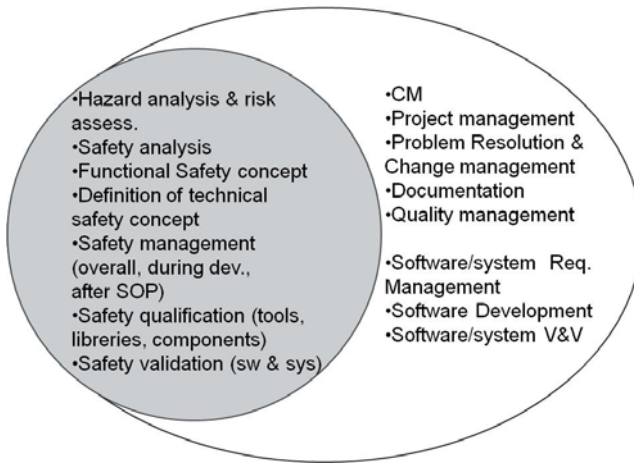 •Hazard analysis & risk
assess.
•Safety analysis
•Functional Safety concept
•Definition of technical
safety concept
•Safety management
(overall, during dev.,
after SOP)
•Safety qualification (tools,
libreries, components)
•Safety validation (sw & sys)
•CM
•Project management
•Problem Resolution &
Change management
•Documentation
•Quality management
•Software/system Req.
Management
•Software Development
•Software/system V&V